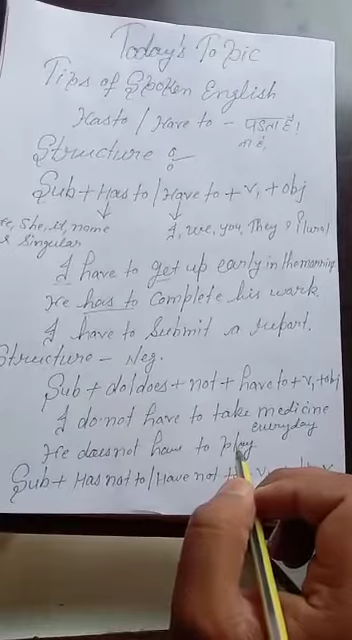 Today's Topic
Tips of Spoken English
Has to / Have to - पड़ता है।
ता है,
Structure :-
Sub + Has to / Have to + v1 + obj
He, She, it, name I, we, you, They & Plural
& Singular
I have to get up early in the morning
He has to complete his work.
I have to Submit a repart.
Structure - Neg.
Sub + do/does + not + have to + v1 + obj
I do not have to take medicine
everyday
He does not have to play
Sub + Has not to / Have not